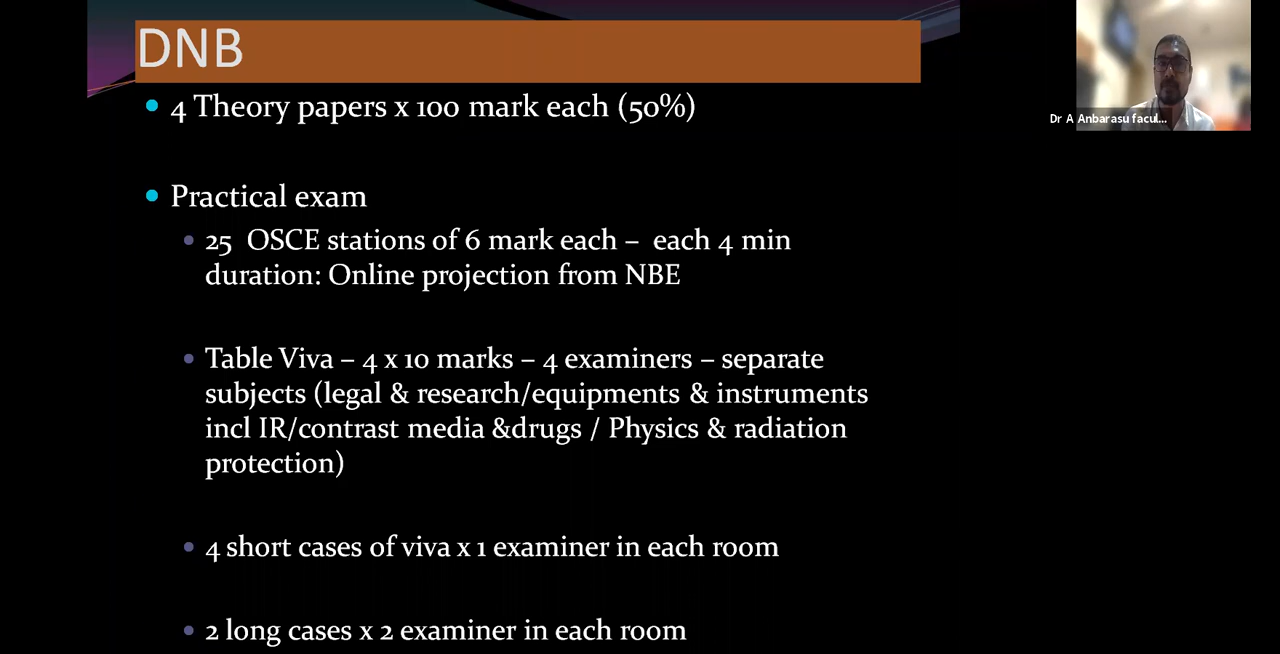 DNB
4 Theory papers x 100 mark each (50%)
Practical exam
25 OSCE stations of 6 mark each – each 4 min
duration: Online projection from NBE
Table Viva – 4 x 10 marks – 4 examiners – separate
subjects (legal & research/equipments & instruments
incl IR/contrast media &drugs / Physics & radiation
protection)
4 short cases of viva x 1 examiner in each room
2 long cases x 2 examiner in each room
Dr A Anbarasu facul...